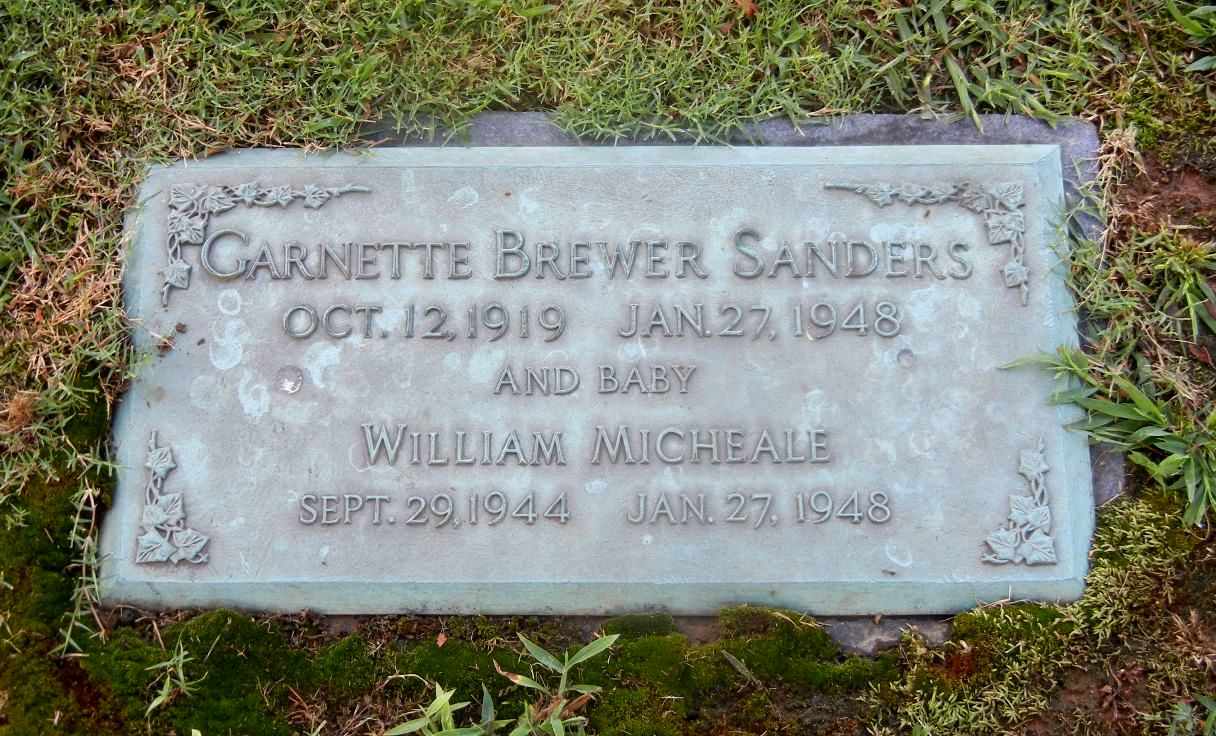 GARNETTE BREWER SANDERS
OCT. 12, 1919 JAN. 27, 1948
AND BABY
WILLIAM MICHEALE
SEPT. 29, 1944 JAN. 27, 1948